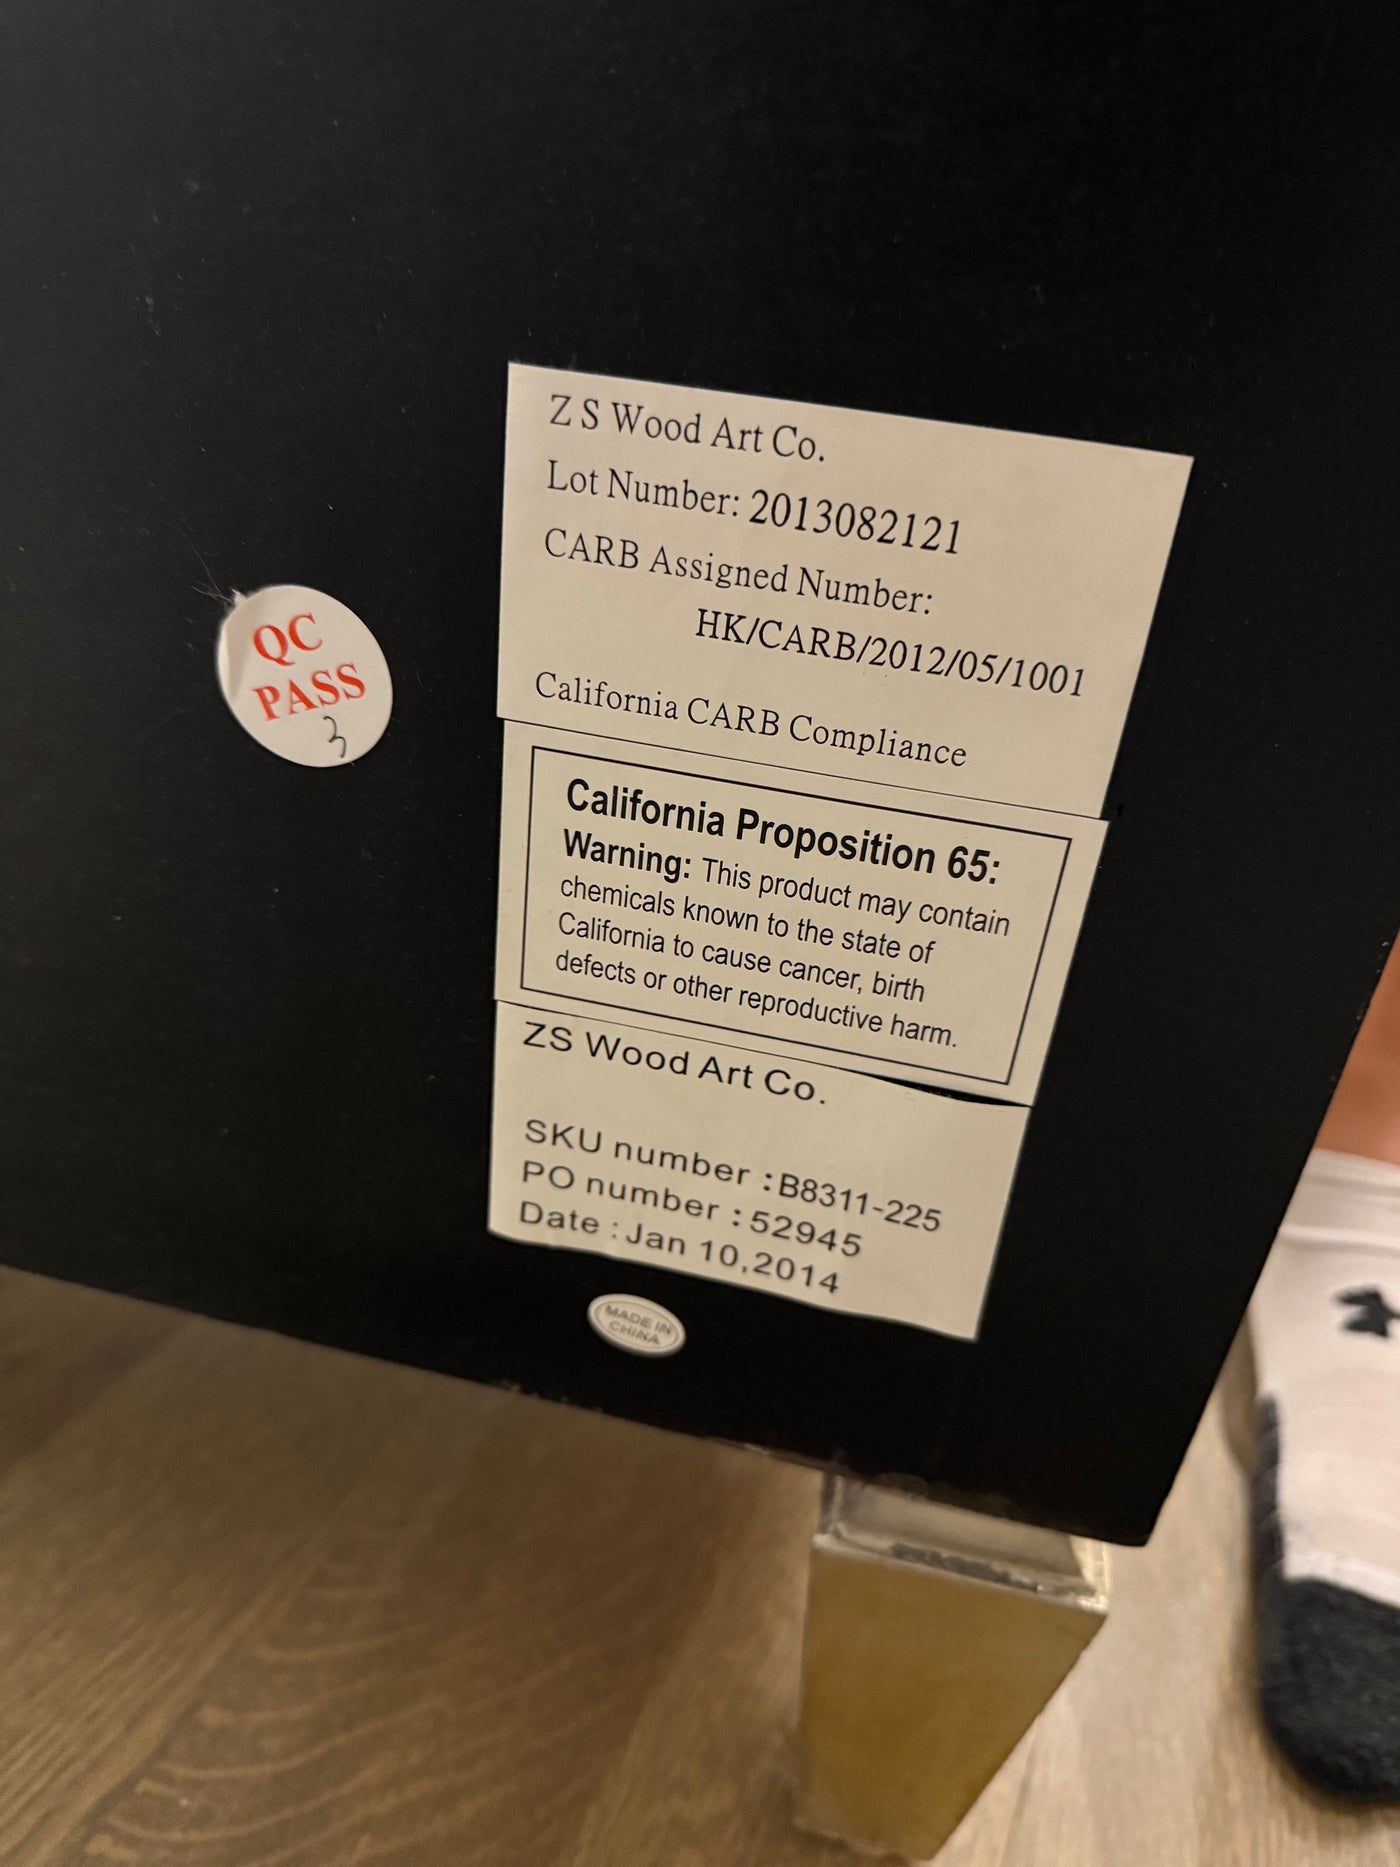 QC
PASS
3
Z S Wood Art Co.
Lot Number: 2013082121
CARB Assigned Number:
HK/CARB/2012/05/1001
California CARB Compliance
California Proposition 65:
Warning: This product may contain
chemicals known to the state of
California to cause cancer, birth
defects or other reproductive harm.
ZS Wood Art Co.
SKU number :B8311-225
PO number :52945
Date :Jan 10,2014
MADE IN
CHINA